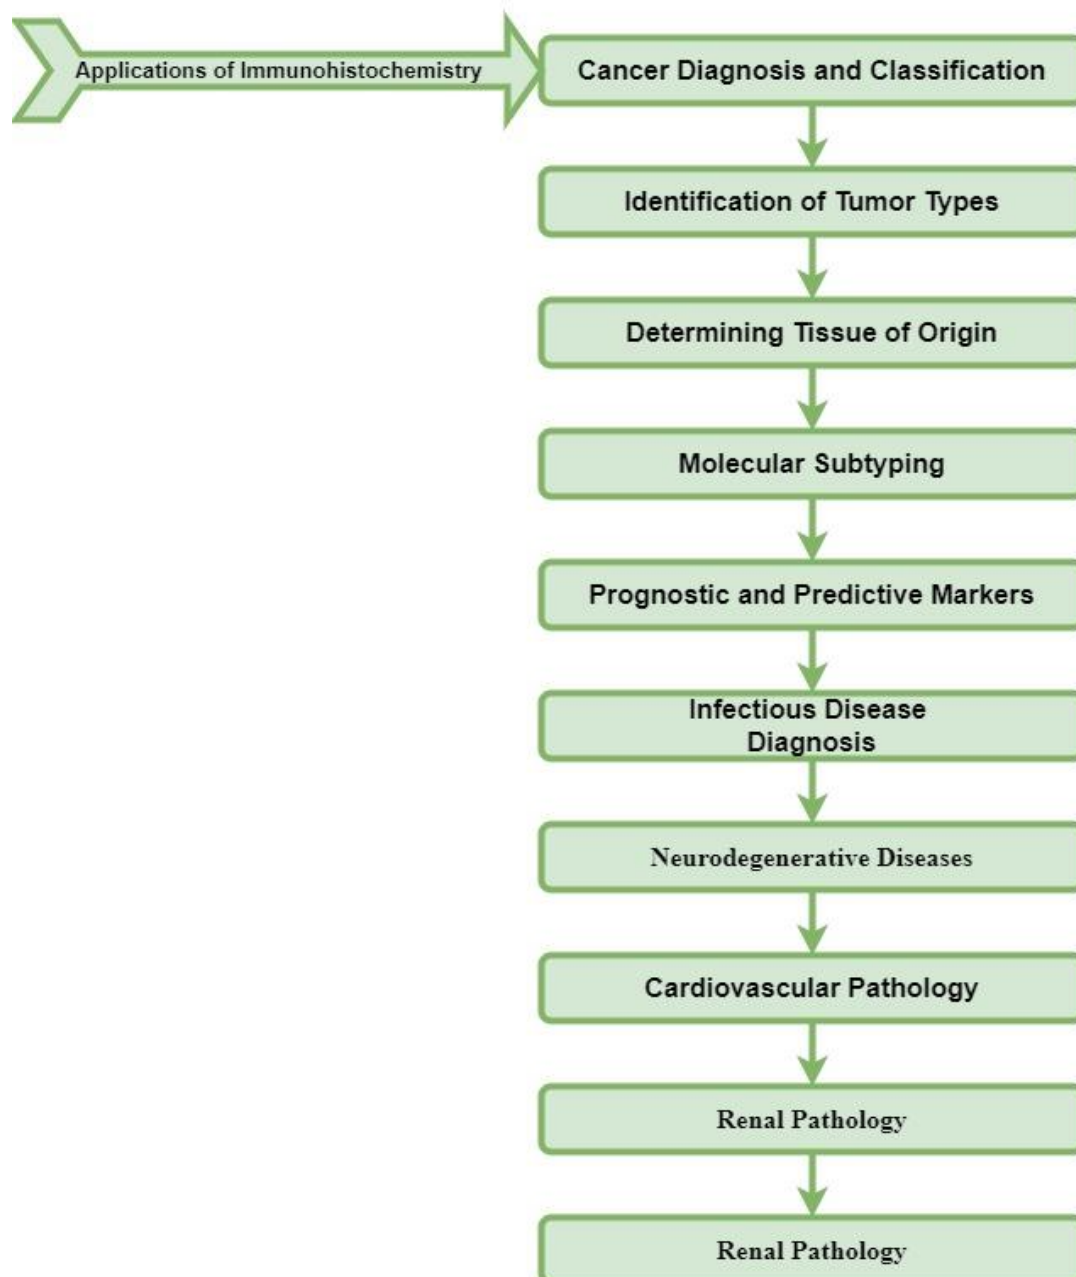 Applications of Immunohistochemistry
Cancer Diagnosis and Classification
Identification of Tumor Types
Determining Tissue of Origin
Molecular Subtyping
Prognostic and Predictive Markers
Infectious Disease
Diagnosis
Neurodegenerative Diseases
Cardiovascular Pathology
Renal Pathology
Renal Pathology